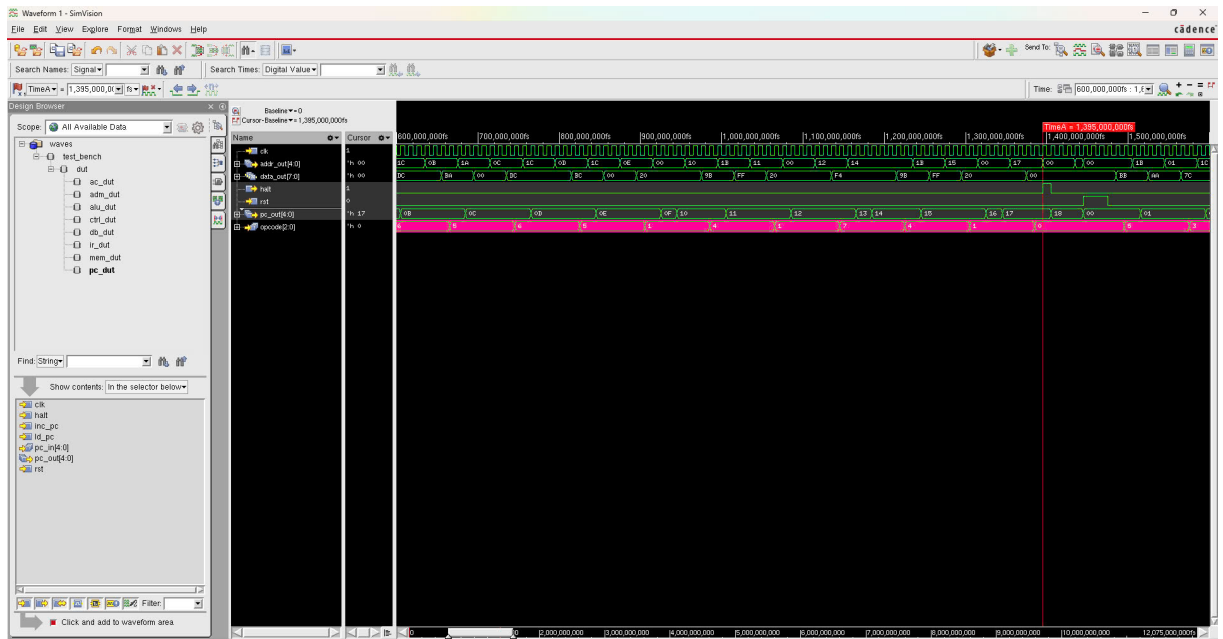 Waveform 1 - SimVision
File Edit View Explore Format Windows Help
cādence
Send To:
Search Names: Signal
Search Times: Digital Value
TimeA = 1,395,000,0( fs
Time: 600,000,000fs : 1,6
Design Browser
Scope: All Available Data
waves
test_bench
dut
ac_dut
adm_dut
alu_dut
ctrl_dut
db_dut
ir_dut
mem_dut
pc_dut
Find: String
Show contents: In the selector below
clk
halt
inc_pc
ld_pc
pc_in[4:0]
pc_out[4:0]
rst
Filter:
Click and add to waveform area
Baseline = 0
Cursor-Baseline = 1,395,000,000fs
Name Cursor
TimeA = 1,395,000,000fs
600,000,000fs 700,000,000fs 800,000,000fs 900,000,000fs 1,000,000,000fs 1,100,000,000fs 1,200,000,000fs 1,300,000,000fs 1,400,000,000fs 1,500,000,000fs
clk 1
addr_out[4:0] 'h 00 1C 0B 1A 0C 1C 0D 1C 0E 00 10 1B 01 11 00 12 14 1B 15 00 17 00 00 1B 01 1C
data_out[7:0] 'h 00 DC BA 00 DC BC 00 20 9B FF 20 F4 9B FF 20 00 BB AA 7C
halt 1
rst 0
pc_out[4:0] 'h 17 0B 0C 0D 0E 0F 10 11 12 13 14 15 16 17 18 00 01
opcode[2:0] 'h 0 6 5 6 5 1 4 1 7 4 1 0 5 3
0 2,000,000,000 3,000,000,000 4,000,000,000 5,000,000,000 6,000,000,000 7,000,000,000 8,000,000,000 9,000,000,000 10,000,000,000 12,075,000,000fs